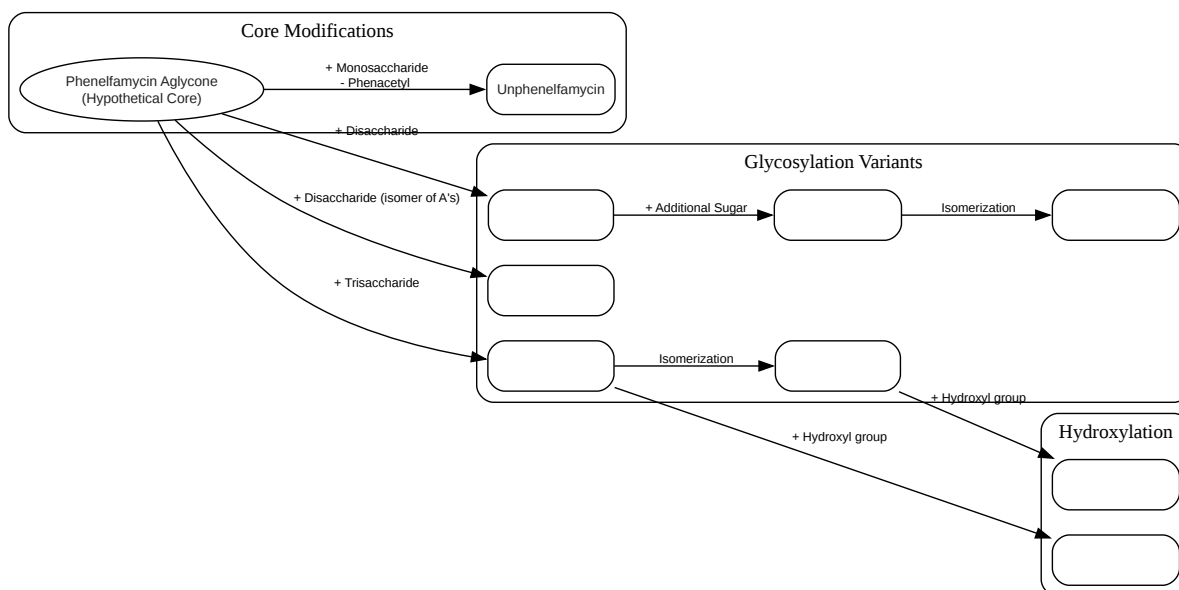 Core Modifications
Phenelfamycin Aglycone
(Hypothetical Core)
+ Monosaccharide
- Phenacetyl
Unphenelfamycin
+ Disaccharide
Glycosylation Variants
+ Disaccharide (isomer of A's)
+ Additional Sugar
Isomerization
+ Trisaccharide
Isomerization
+ Hydroxyl group
+ Hydroxyl group
Hydroxylation